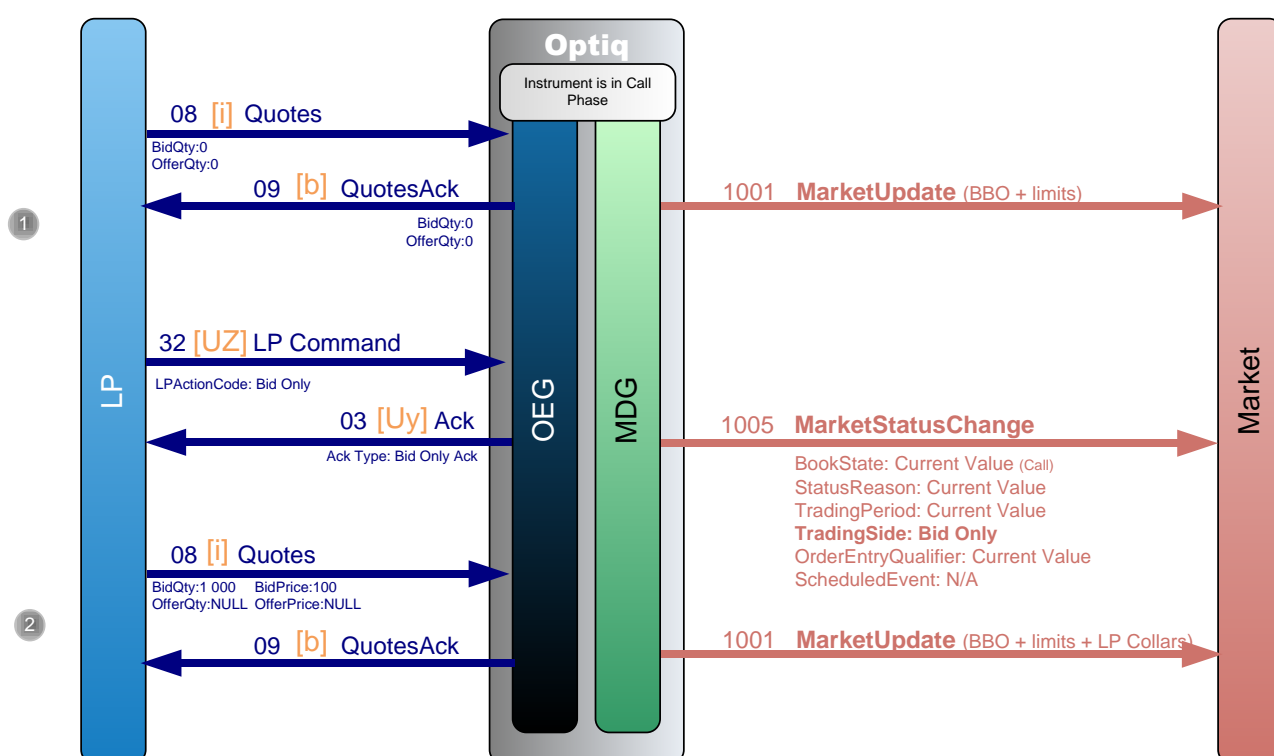 Optiq
Instrument is in Call
Phase
08 [i] Quotes
BidQty:0
OfferQty:0
09 [b] QuotesAck
1001 MarketUpdate (BBO + limits)
1
BidQty:0
OfferQty:0
32 [UZ] LP Command
LPActionCode: Bid Only
LP
OEG
MDG
Market
03 [Uy] Ack
1005 MarketStatusChange
Ack Type: Bid Only Ack
BookState: Current Value (Call)
StatusReason: Current Value
TradingPeriod: Current Value
TradingSide: Bid Only
OrderEntryQualifier: Current Value
ScheduledEvent: N/A
08 [i] Quotes
BidQty:1 000 BidPrice:100
OfferQty:NULL OfferPrice:NULL
2
09 [b] QuotesAck
1001 MarketUpdate (BBO + limits + LP Collars)